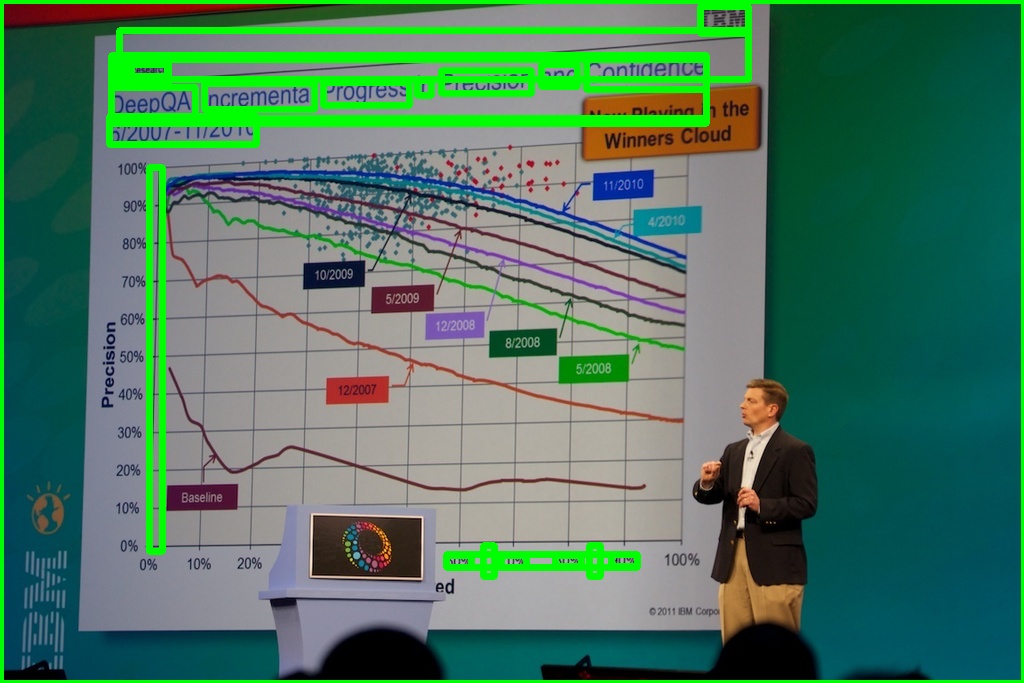 IBM
Research
DeepQA Incremental Progress in Precision and Confidence
6/2007-11/2010
Now Playing in the
Winners Cloud
100%
90%
80%
70%
60%
50%
40%
30%
20%
10%
0%
Precision
11/2010
4/2010
10/2009
5/2009
12/2008
8/2008
5/2008
12/2007
Baseline
0% 10% 20% 100%
© 2011 IBM
IBM